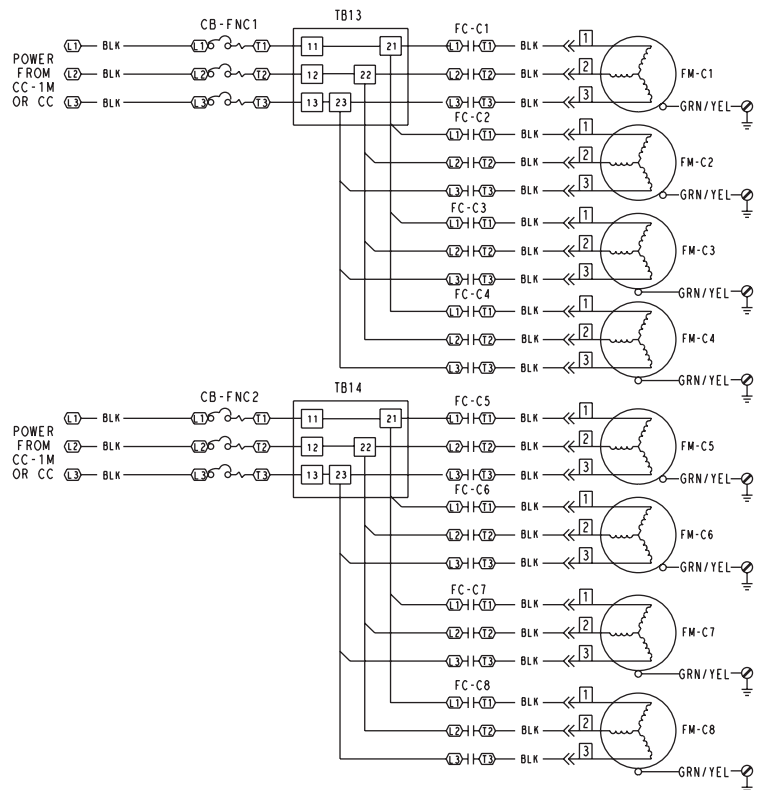 CB-FNC1 TB13 FC-C1
L1 BLK L1 T1 11 21 L1 T1 BLK 1
POWER
FROM L2 BLK L2 T2 12 22 L2 T2 BLK 2 FM-C1
CC-1M
OR CC L3 BLK L3 T3 13 23 L3 T3 BLK 3
GRN/YEL
FC-C2
L1 T1 BLK 1
L2 T2 BLK 2 FM-C2
L3 T3 BLK 3
GRN/YEL
FC-C3
L1 T1 BLK 1
L2 T2 BLK 2 FM-C3
L3 T3 BLK 3
GRN/YEL
FC-C4
L1 T1 BLK 1
L2 T2 BLK 2 FM-C4
L3 T3 BLK 3
GRN/YEL
CB-FNC2 TB14 FC-C5
L1 BLK L1 T1 11 21 L1 T1 BLK 1
POWER
FROM L2 BLK L2 T2 12 22 L2 T2 BLK 2 FM-C5
CC-1M
OR CC L3 BLK L3 T3 13 23 L3 T3 BLK 3
GRN/YEL
FC-C6
L1 T1 BLK 1
L2 T2 BLK 2 FM-C6
L3 T3 BLK 3
GRN/YEL
FC-C7
L1 T1 BLK 1
L2 T2 BLK 2 FM-C7
L3 T3 BLK 3
GRN/YEL
FC-C8
L1 T1 BLK 1
L2 T2 BLK 2 FM-C8
L3 T3 BLK 3
GRN/YEL